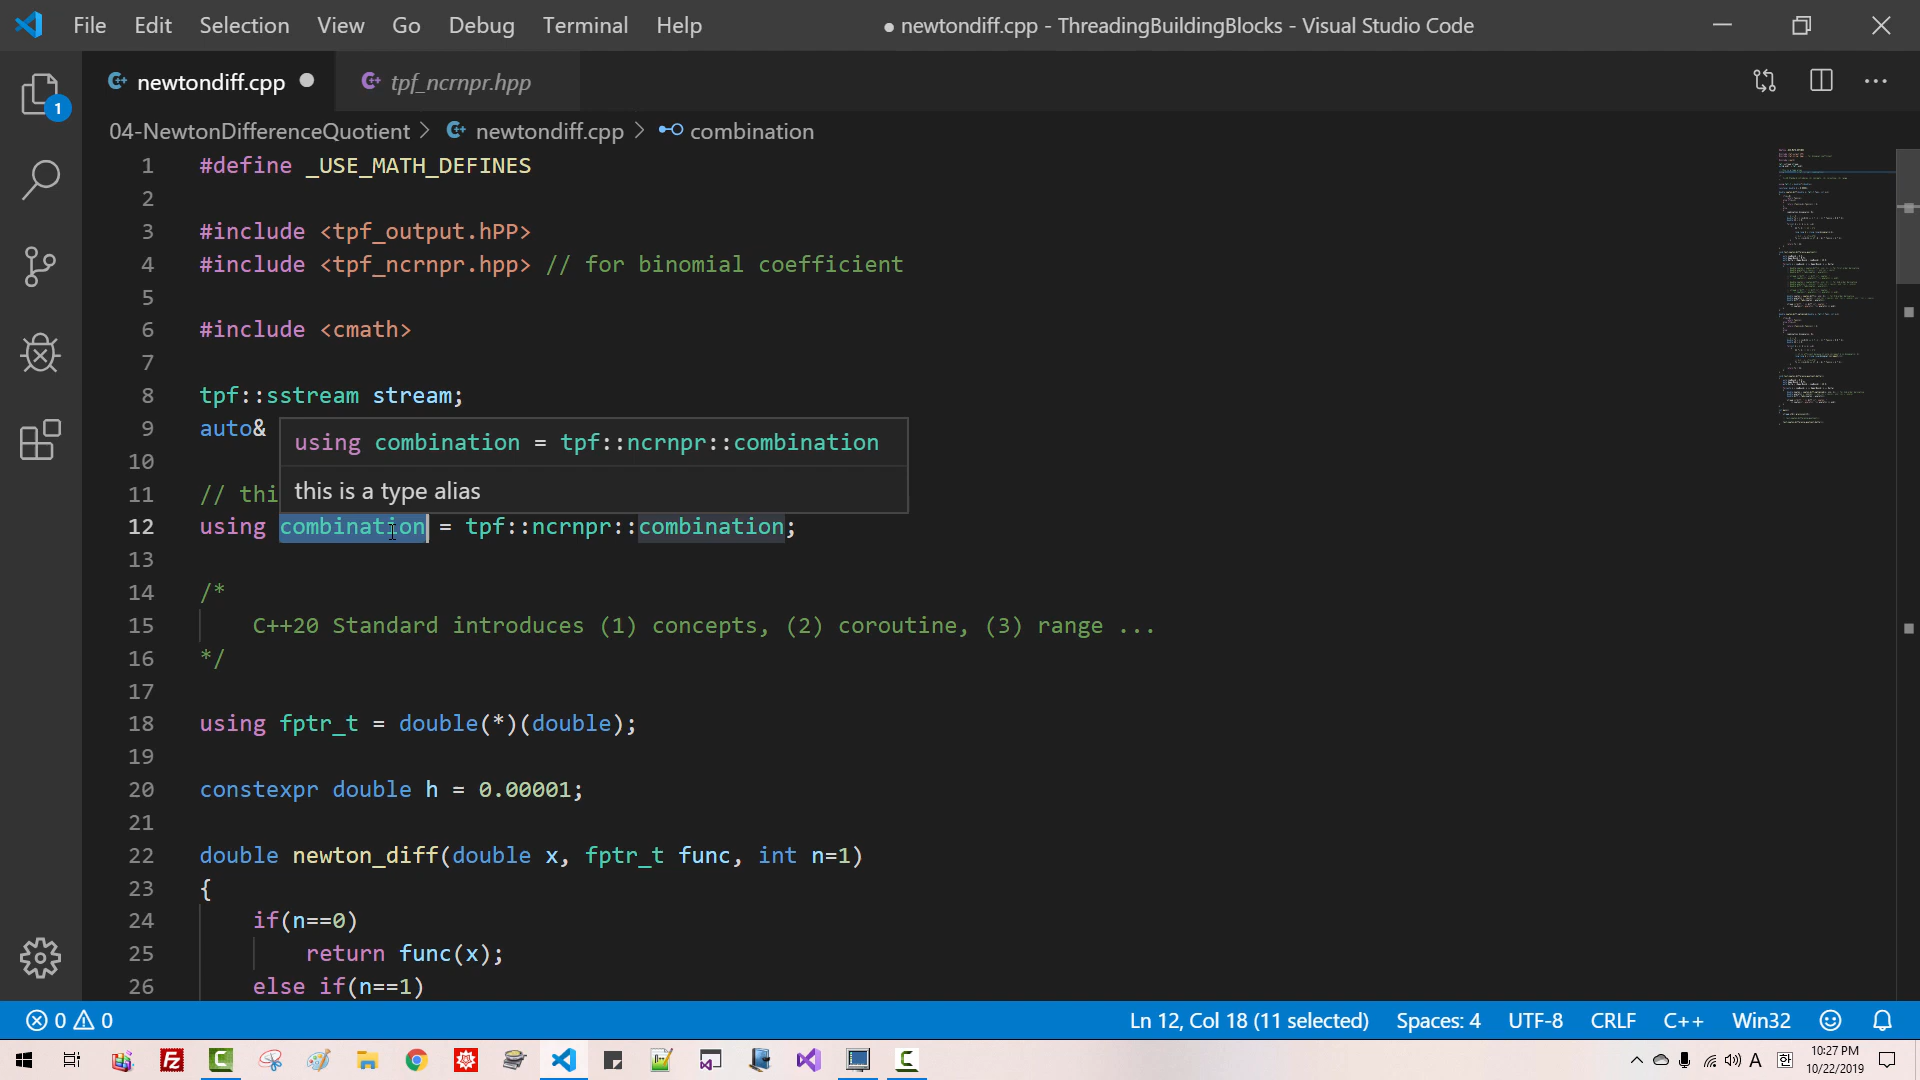 File Edit Selection View Go Debug Terminal Help
● newtondiff.cpp - ThreadingBuildingBlocks - Visual Studio Code
newtondiff.cpp ●
tpf_ncrnpr.hpp
1
04-NewtonDifferenceQuotient > newtondiff.cpp > combination
1 #define _USE_MATH_DEFINES
2
3 #include <tpf_output.hPP>
4 #include <tpf_ncrnpr.hpp> // for binomial coefficient
5
6 #include <cmath>
7
8 tpf::sstream stream;
9 auto&
using combination = tpf::ncrnpr::combination
10
this is a type alias
11 // thi
12 using combination = tpf::ncrnpr::combination;
13
14 /*
15 C++20 Standard introduces (1) concepts, (2) coroutine, (3) range ...
16 */
17
18 using fptr_t = double(*)(double);
19
20 constexpr double h = 0.00001;
21
22 double newton_diff(double x, fptr_t func, int n=1)
23 {
24 if(n==0)
25 return func(x);
26 else if(n==1)
0 0
Ln 12, Col 18 (11 selected) Spaces: 4 UTF-8 CRLF C++ Win32
A 한 10:27 PM
10/22/2019